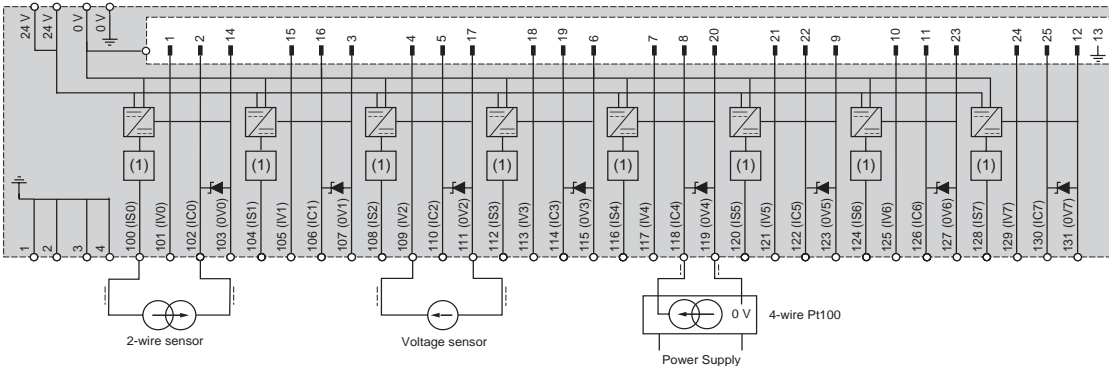 24 V
24 V
0 V
0 V
1
2
14
15
16
3
4
5
17
18
19
6
7
8
20
21
22
9
10
11
23
24
25
12
13
(1)
(1)
(1)
(1)
(1)
(1)
(1)
(1)
1
2
3
4
100 (IS0)
101 (IV0)
102 (IC0)
103 (0V0)
104 (IS1)
105 (IV1)
106 (IC1)
107 (0V1)
108 (IS2)
109 (IV2)
110 (IC2)
111 (0V2)
112 (IS3)
113 (IV3)
114 (IC3)
115 (0V3)
116 (IS4)
117 (IV4)
118 (IC4)
119 (0V4)
120 (IS5)
121 (IV5)
122 (IC5)
123 (0V5)
124 (IS6)
125 (IV6)
126 (IC6)
127 (0V6)
128 (IS7)
129 (IV7)
130 (IC7)
131 (0V7)
2-wire sensor
Voltage sensor
0 V
4-wire Pt100
Power Supply